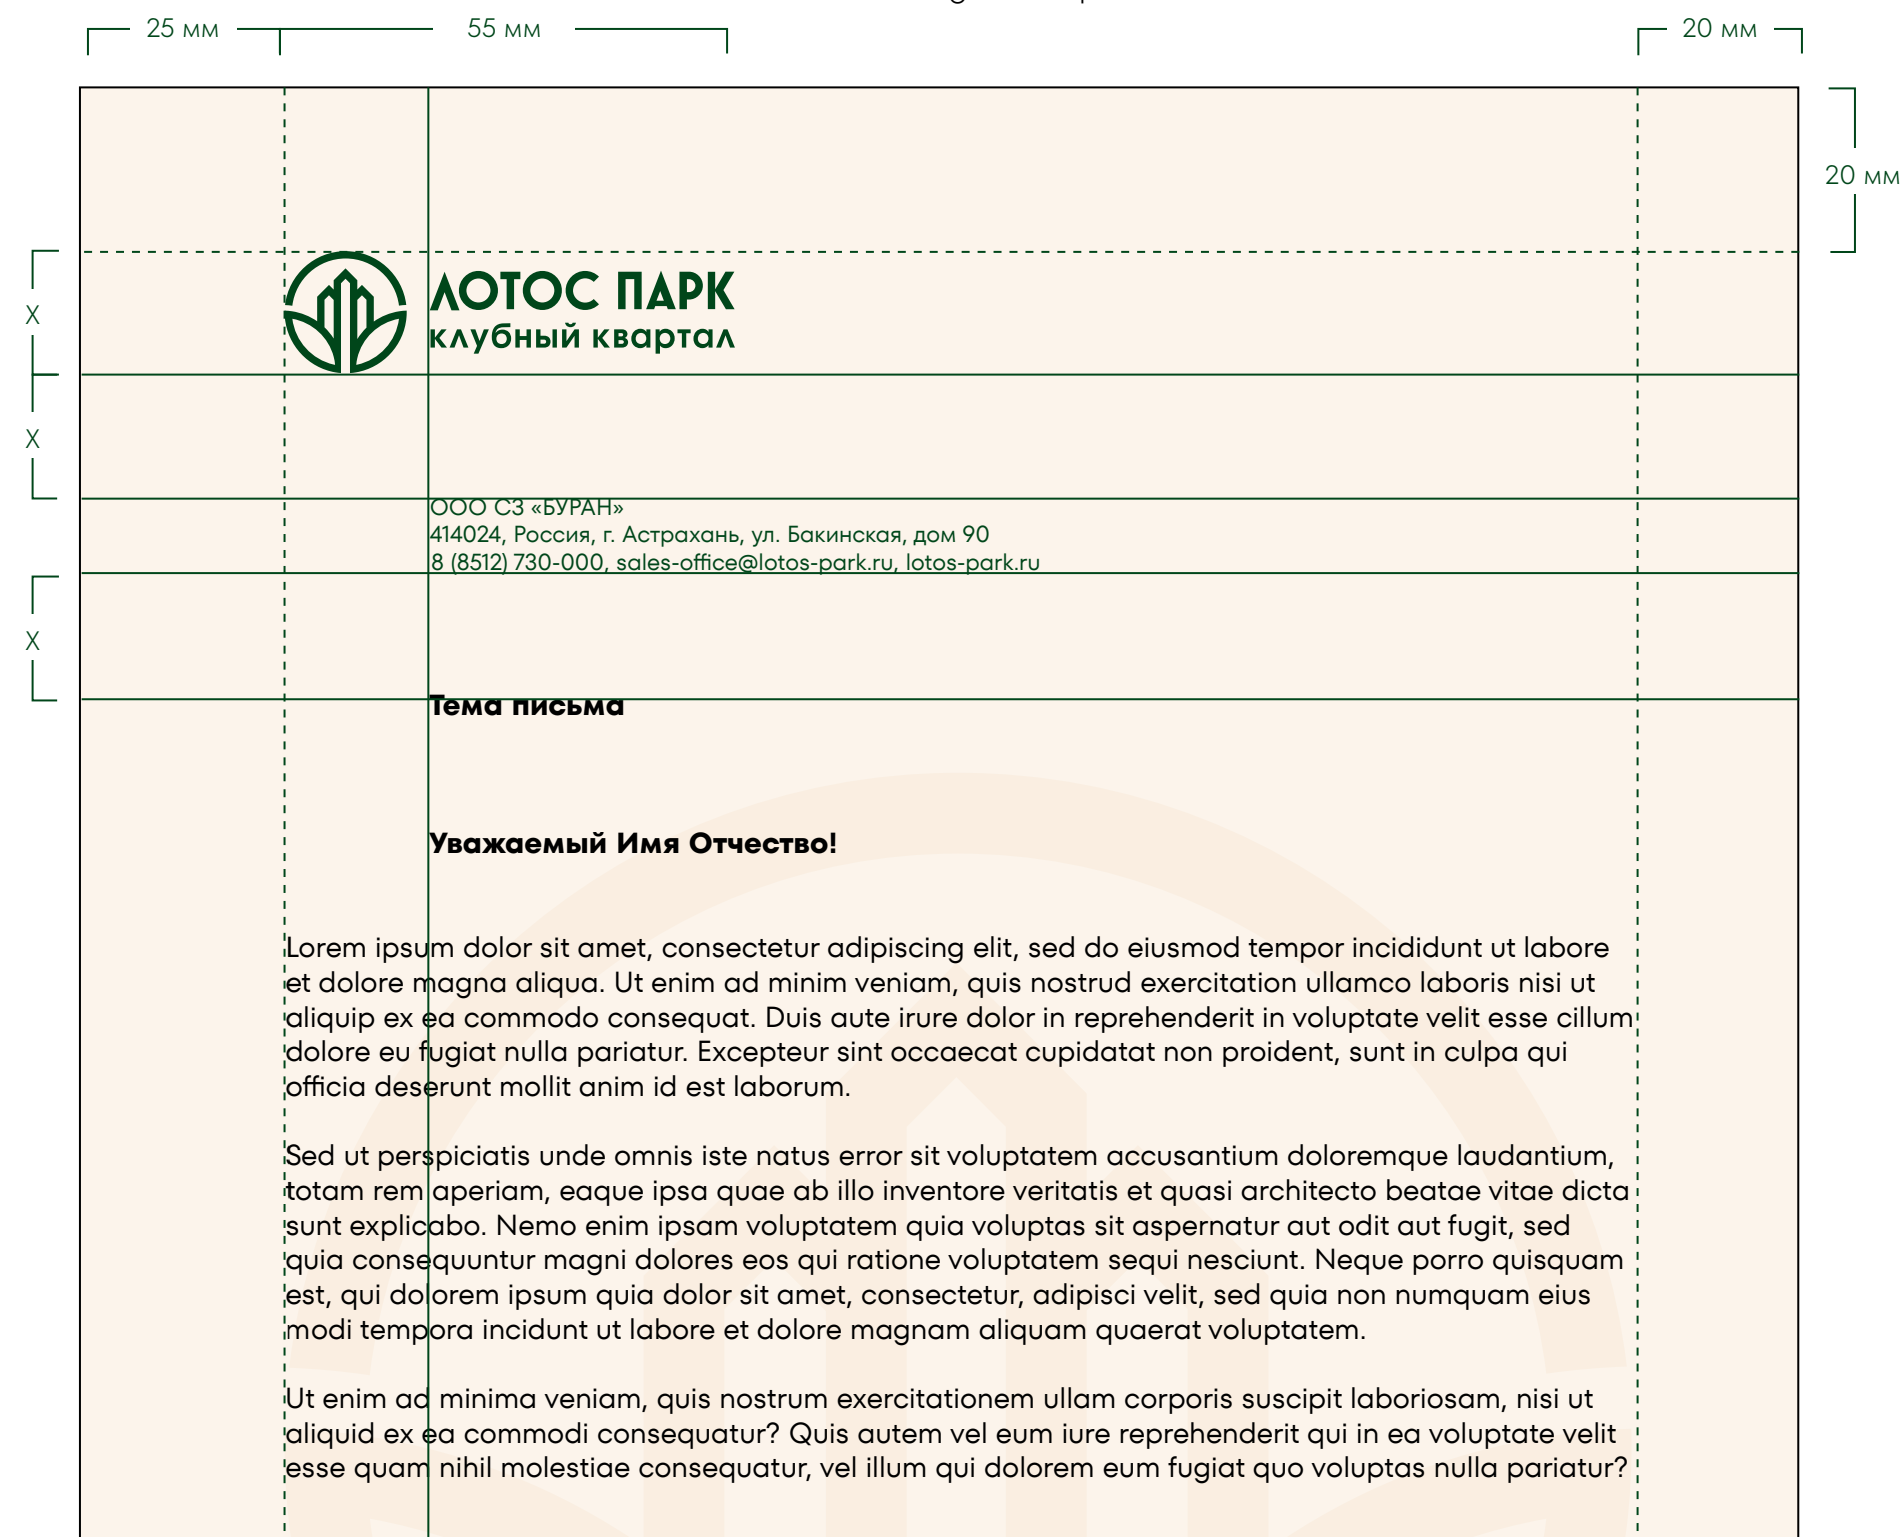 25 мм
55 мм
20 мм
20 мм
X
ЛОТОС ПАРК
клубный квартал
X
ООО СЗ «БУРАН»
414024, Россия, г. Астрахань, ул. Бакинская, дом 90
8 (8512) 730-000, sales-office@lotos-park.ru, lotos-park.ru
X
Тема письма
Уважаемый Имя Отчество!
Lorem ipsum dolor sit amet, consectetur adipiscing elit, sed do eiusmod tempor incididunt ut labore
et dolore magna aliqua. Ut enim ad minim veniam, quis nostrud exercitation ullamco laboris nisi ut
aliquip ex ea commodo consequat. Duis aute irure dolor in reprehenderit in voluptate velit esse cillum
dolore eu fugiat nulla pariatur. Excepteur sint occaecat cupidatat non proident, sunt in culpa qui
officia deserunt mollit anim id est laborum.
Sed ut perspiciatis unde omnis iste natus error sit voluptatem accusantium doloremque laudantium,
totam rem aperiam, eaque ipsa quae ab illo inventore veritatis et quasi architecto beatae vitae dicta
sunt explicabo. Nemo enim ipsam voluptatem quia voluptas sit aspernatur aut odit aut fugit, sed
quia consequuntur magni dolores eos qui ratione voluptatem sequi nesciunt. Neque porro quisquam
est, qui dolorem ipsum quia dolor sit amet, consectetur, adipisci velit, sed quia non numquam eius
modi tempora incidunt ut labore et dolore magnam aliquam quaerat voluptatem.
Ut enim ad minima veniam, quis nostrum exercitationem ullam corporis suscipit laboriosam, nisi ut
aliquid ex ea commodi consequatur? Quis autem vel eum iure reprehenderit qui in ea voluptate velit
esse quam nihil molestiae consequatur, vel illum qui dolorem eum fugiat quo voluptas nulla pariatur?